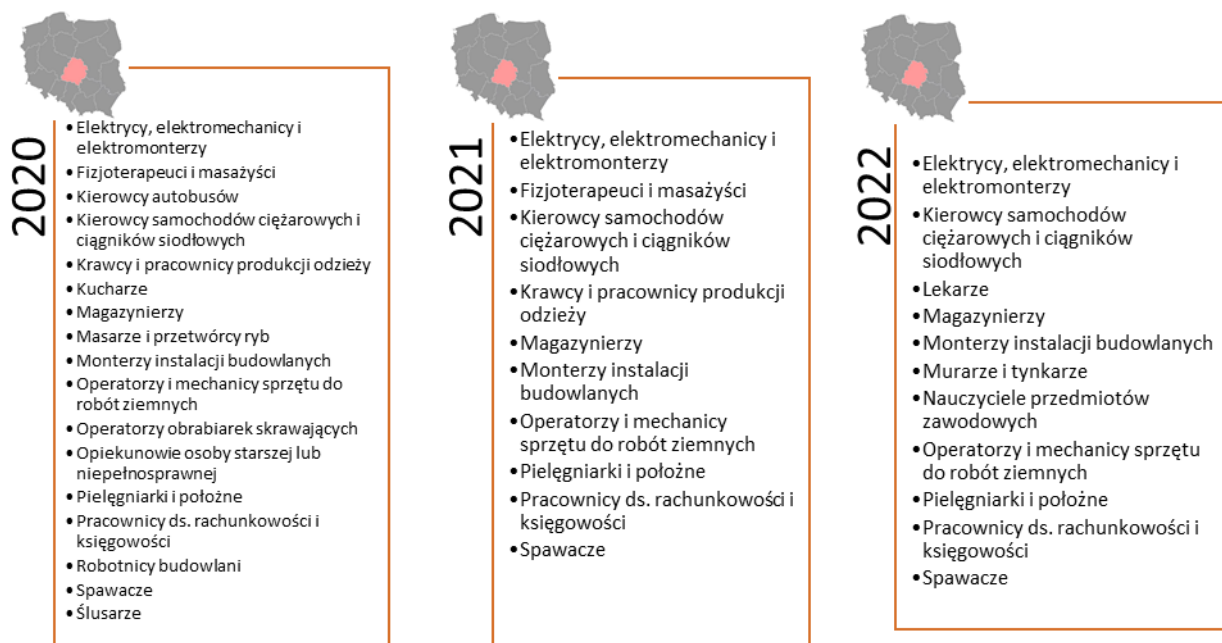 2020
• Elektrycy, elektromechanicy i
elektromonterzy
• Fizjoterapeuci i masażyści
• Kierowcy autobusów
• Kierowcy samochodów ciężarowych i
ciągników siodłowych
• Krawcy i pracownicy produkcji odzieży
• Kucharze
• Magazynierzy
• Masarze i przetwórcy ryb
• Monterzy instalacji budowlanych
• Operatorzy i mechanicy sprzętu do
robót ziemnych
• Operatorzy obrabiarek skrawających
• Opiekunowie osoby starszej lub
niepełnosprawnej
• Pielęgniarki i położne
• Pracownicy ds. rachunkowości i
księgowości
• Robotnicy budowlani
• Spawacze
• Ślusarze
2021
• Elektrycy, elektromechanicy i
elektromonterzy
• Fizjoterapeuci i masażyści
• Kierowcy samochodów
ciężarowych i ciągników
siodłowych
• Krawcy i pracownicy produkcji
odzieży
• Magazynierzy
• Monterzy instalacji
budowlanych
• Operatorzy i mechanicy
sprzętu do robót ziemnych
• Pielęgniarki i położne
• Pracownicy ds. rachunkowości i
księgowości
• Spawacze
2022
• Elektrycy, elektromechanicy i
elektromonterzy
• Kierowcy samochodów
ciężarowych i ciągników
siodłowych
• Lekarze
• Magazynierzy
• Monterzy instalacji budowlanych
• Murarze i tynkarze
• Nauczyciele przedmiotów
zawodowych
• Operatorzy i mechanicy sprzętu
do robót ziemnych
• Pielęgniarki i położne
• Pracownicy ds. rachunkowości i
księgowości
• Spawacze